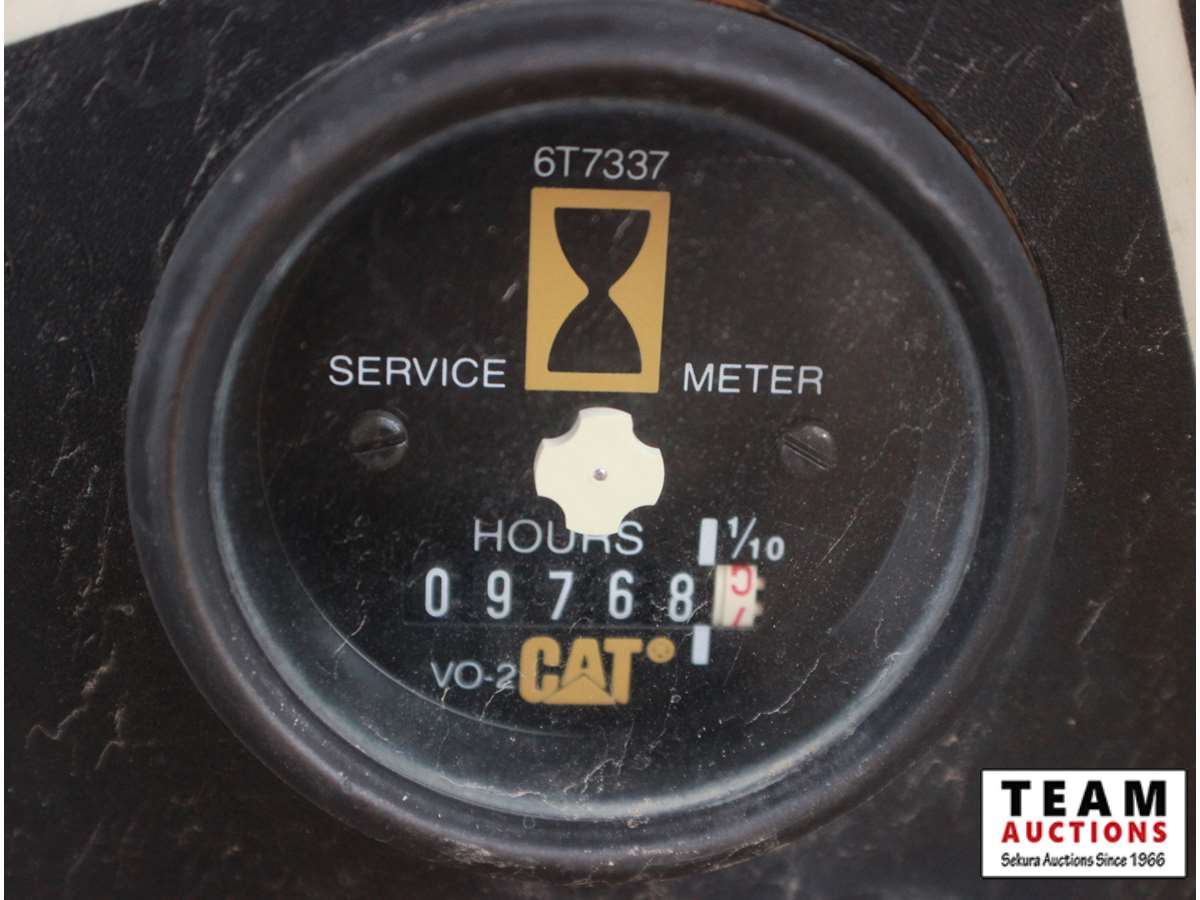 6T7337
SERVICE METER
HOURS 1/10
09768
VO-2 CAT®
TEAM
AUCTIONS
Sekura Auctions Since 1966